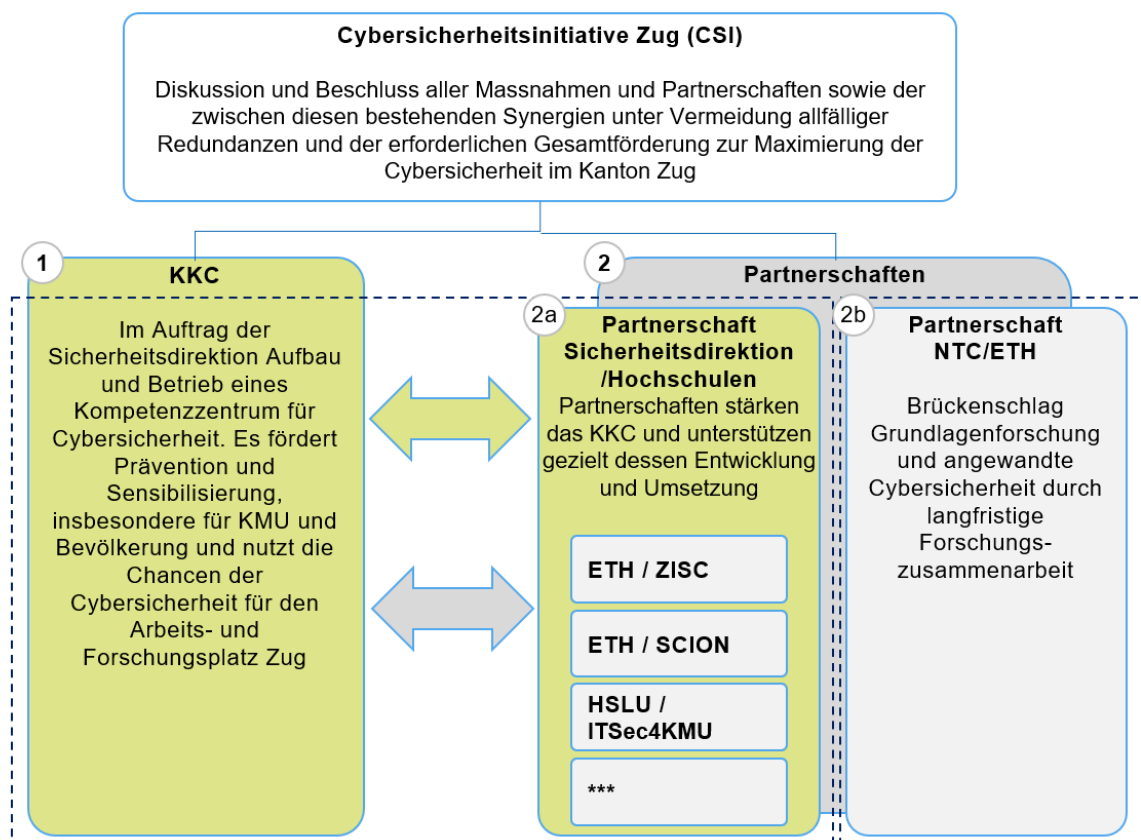 Cybersicherheitsinitiative Zug (CSI)
Diskussion und Beschluss aller Massnahmen und Partnerschaften sowie der
zwischen diesen bestehenden Synergien unter Vermeidung allfälliger
Redundanzen und der erforderlichen Gesamtförderung zur Maximierung der
Cybersicherheit im Kanton Zug
1
KKC
Im Auftrag der
Sicherheitsdirektion Aufbau
und Betrieb eines
Kompetenzzentrum für
Cybersicherheit. Es fördert
Prävention und
Sensibilisierung,
insbesondere für KMU und
Bevölkerung und nutzt die
Chancen der
Cybersicherheit für den
Arbeits- und
Forschungsplatz Zug
2
Partnerschaften
2a
Partnerschaft
Sicherheitsdirektion
/Hochschulen
Partnerschaften stärken
das KKC und unterstützen
gezielt dessen Entwicklung
und Umsetzung
ETH / ZISC
ETH / SCION
HSLU /
ITSec4KMU
***
2b
Partnerschaft
NTC/ETH
Brückenschlag
Grundlagenforschung
und angewandte
Cybersicherheit durch
langfristige
Forschungs-
zusammenarbeit